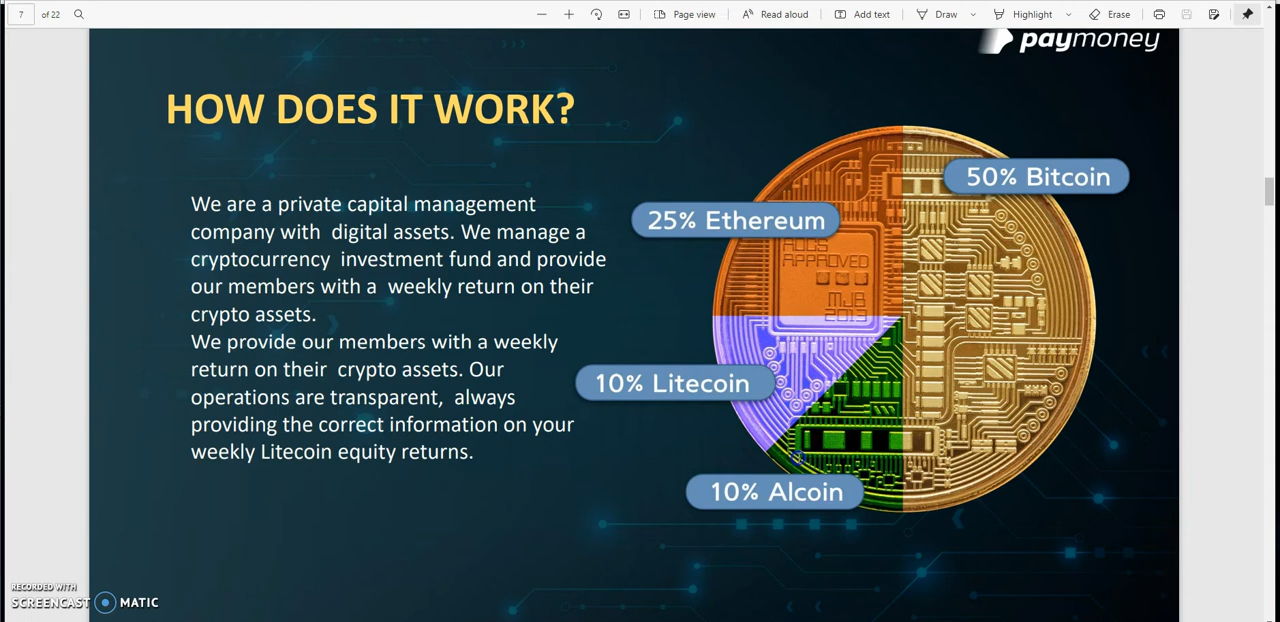 7 of 22
Page view
Read aloud
Add text
Draw
Highlight
Erase
paymoney
HOW DOES IT WORK?
We are a private capital management
company with digital assets. We manage a
cryptocurrency investment fund and provide
our members with a weekly return on their
crypto assets.
We provide our members with a weekly
return on their crypto assets. Our
operations are transparent, always
providing the correct information on your
weekly Litecoin equity returns.
50% Bitcoin
25% Ethereum
APPROVED
MJB
2013
10% Litecoin
10% Alcoin
RECORDED WITH
SCREENCAST MATIC